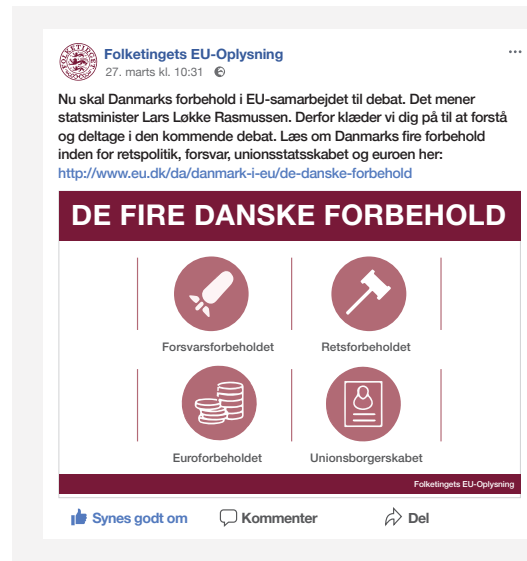 Folketingets EU-Oplysning
27. marts kl. 10:31
Nu skal Danmarks forbehold i EU-samarbejdet til debat. Det mener
statsminister Lars Løkke Rasmussen. Derfor klæder vi dig på til at forstå
og deltage i den kommende debat. Læs om Danmarks fire forbehold
inden for retspolitik, forsvar, unionsstatsskabet og euroen her:
http://www.eu.dk/da/danmark-i-eu/de-danske-forbehold
DE FIRE DANSKE FORBEHOLD
Forsvarsforbeholdet
Retsforbeholdet
Euroforbeholdet
Unionsborgerskabet
Folketingets EU-Oplysning
Synes godt om
Kommenter
Del